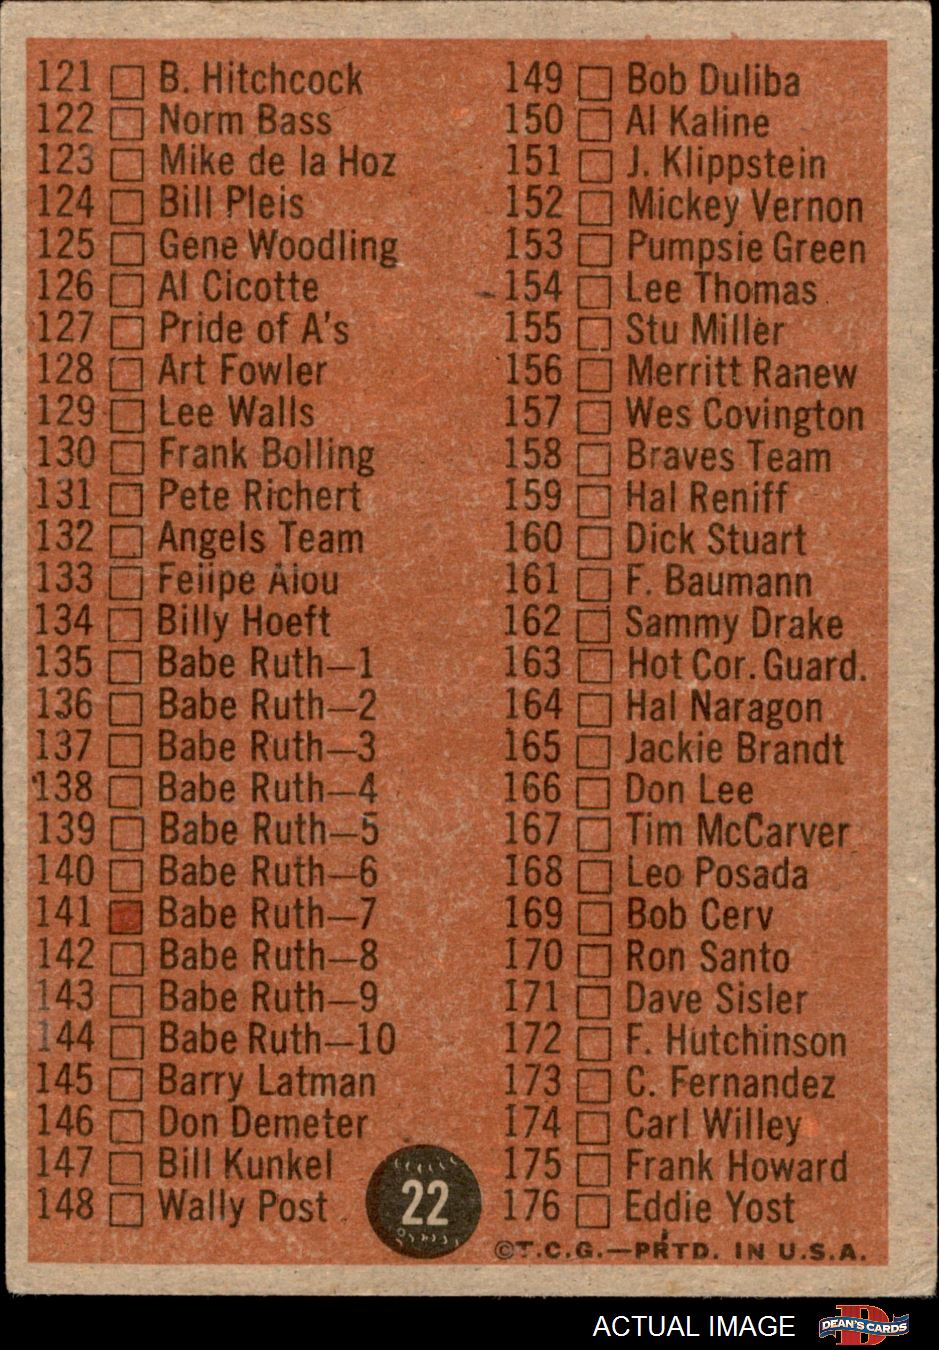 121 B. Hitchcock
122 Norm Bass
123 Mike de la Hoz
124 Bill Pleis
125 Gene Woodling
126 Al Cicotte
127 Pride of A's
128 Art Fowler
129 Lee Walls
130 Frank Bolling
131 Pete Richert
132 Angels Team
133 Felipe Alou
134 Billy Hoeft
135 Babe Ruth—1
136 Babe Ruth—2
137 Babe Ruth—3
138 Babe Ruth—4
139 Babe Ruth—5
140 Babe Ruth—6
141 Babe Ruth—7
142 Babe Ruth—8
143 Babe Ruth—9
144 Babe Ruth—10
145 Barry Latman
146 Don Demeter
147 Bill Kunkel
148 Wally Post
149 Bob Duliba
150 Al Kaline
151 J. Klippstein
152 Mickey Vernon
153 Pumpsie Green
154 Lee Thomas
155 Stu Miller
156 Merritt Ranew
157 Wes Covington
158 Braves Team
159 Hal Reniff
160 Dick Stuart
161 F. Baumann
162 Sammy Drake
163 Hot Cor. Guard.
164 Hal Naragon
165 Jackie Brandt
166 Don Lee
167 Tim McCarver
168 Leo Posada
169 Bob Cerv
170 Ron Santo
171 Dave Sisler
172 F. Hutchinson
173 C. Fernandez
174 Carl Willey
175 Frank Howard
176 Eddie Yost
22
©T.C.G.—PRTD. IN U.S.A.
ACTUAL IMAGE
DEAN'S CARDS